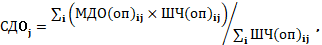 СДОⱼ = ∑ᵢ(МДО(оп)ᵢⱼ × ШЧ(оп)ᵢⱼ) / ∑ᵢ ШЧ(оп)ᵢⱼ ,